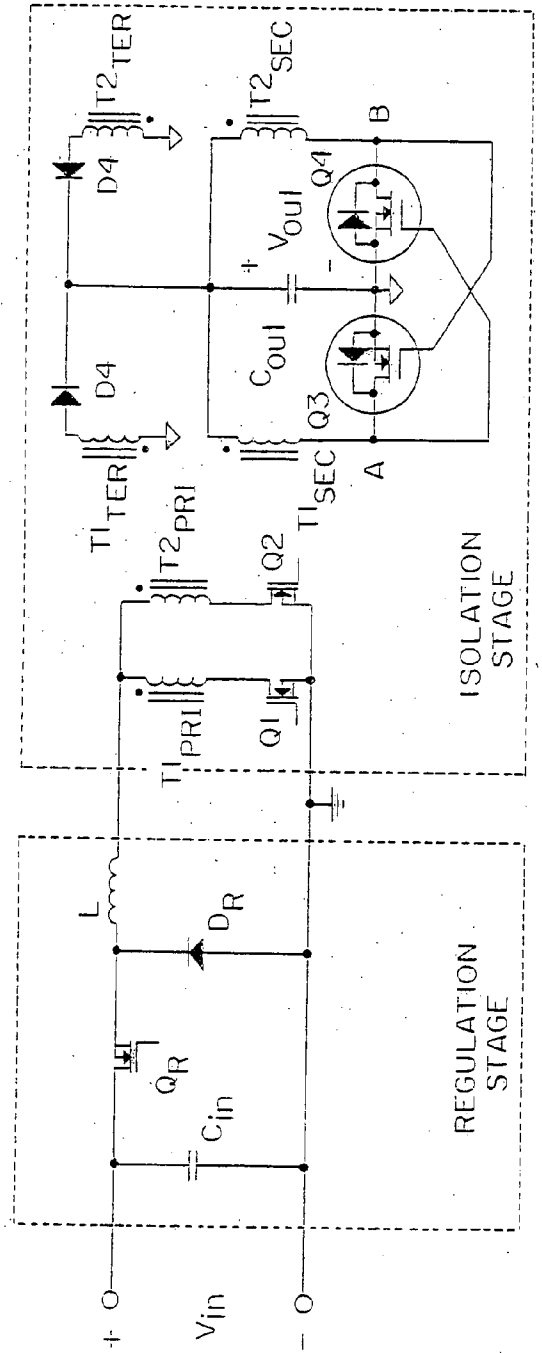 +
Vin
-
Cin
QR
DR
L
REGULATION
STAGE
T1PRI
T2PRI
Q1
Q2
ISOLATION
STAGE
T1TER
D4
D4
T2TER
T1SEC
T2SEC
COUT
+
VOUT
-
Q3
Q4
A
B